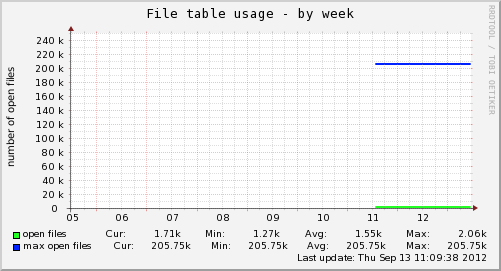 File table usage - by week
RRDTOOL / TOBI OETIKER
number of open files
240 k
220 k
200 k
180 k
160 k
140 k
120 k
100 k
80 k
60 k
40 k
20 k
0
05 06 07 08 09 10 11 12
open files Cur: 1.71k Min: 1.27k Avg: 1.55k Max: 2.06k
max open files Cur: 205.75k Min: 205.75k Avg: 205.75k Max: 205.75k
Last update: Thu Sep 13 11:09:38 2012